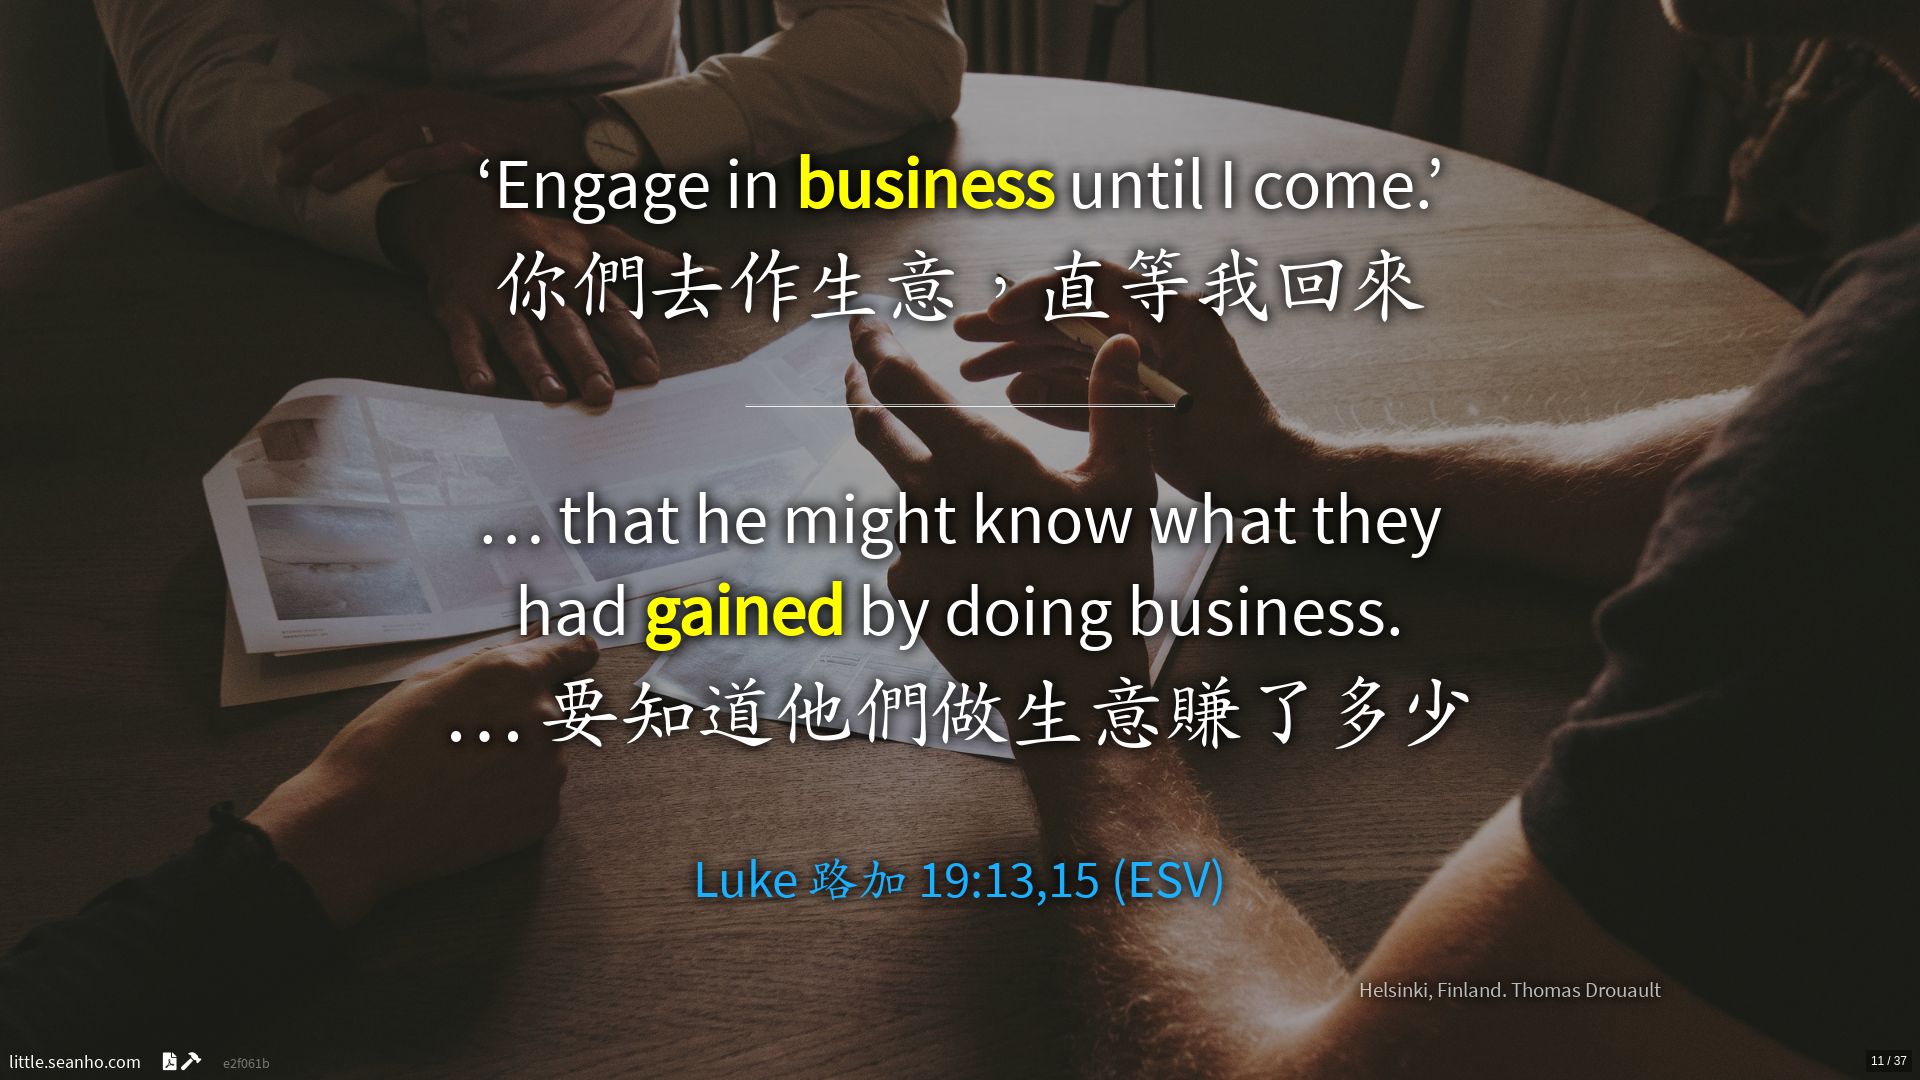 ‘Engage in business until I come.’
你們去作生意，直等我回來
… that he might know what they
had gained by doing business.
… 要知道他們做生意賺了多少
Luke 路加 19:13,15 (ESV)
Helsinki, Finland. Thomas Drouault
little.seanho.com e2f061b
11 / 37